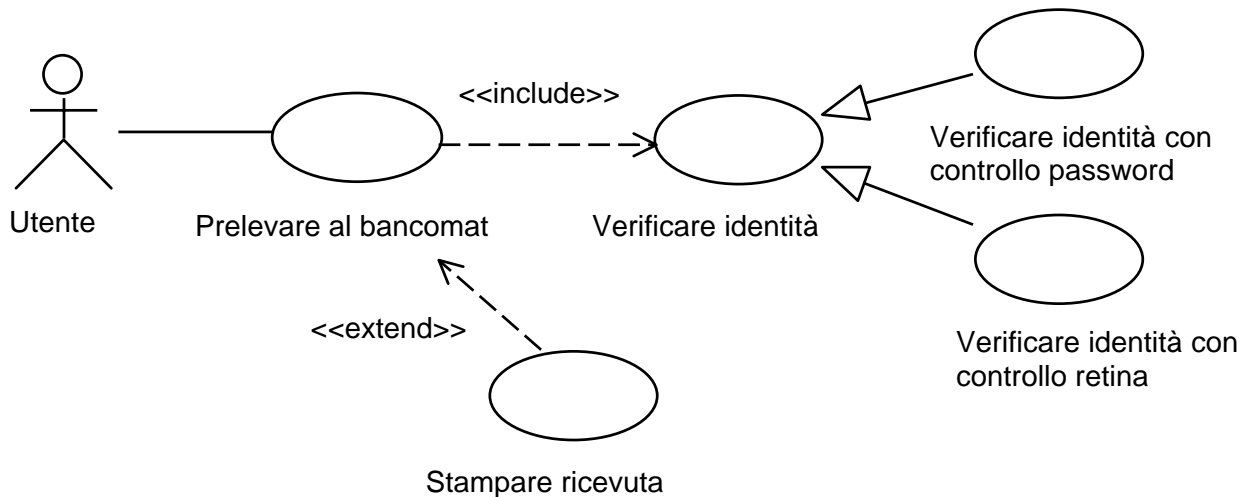 <<include>>
Verificare identità con
controllo password
Utente
Prelevare al bancomat
Verificare identità
<<extend>>
Verificare identità con
controllo retina
Stampare ricevuta